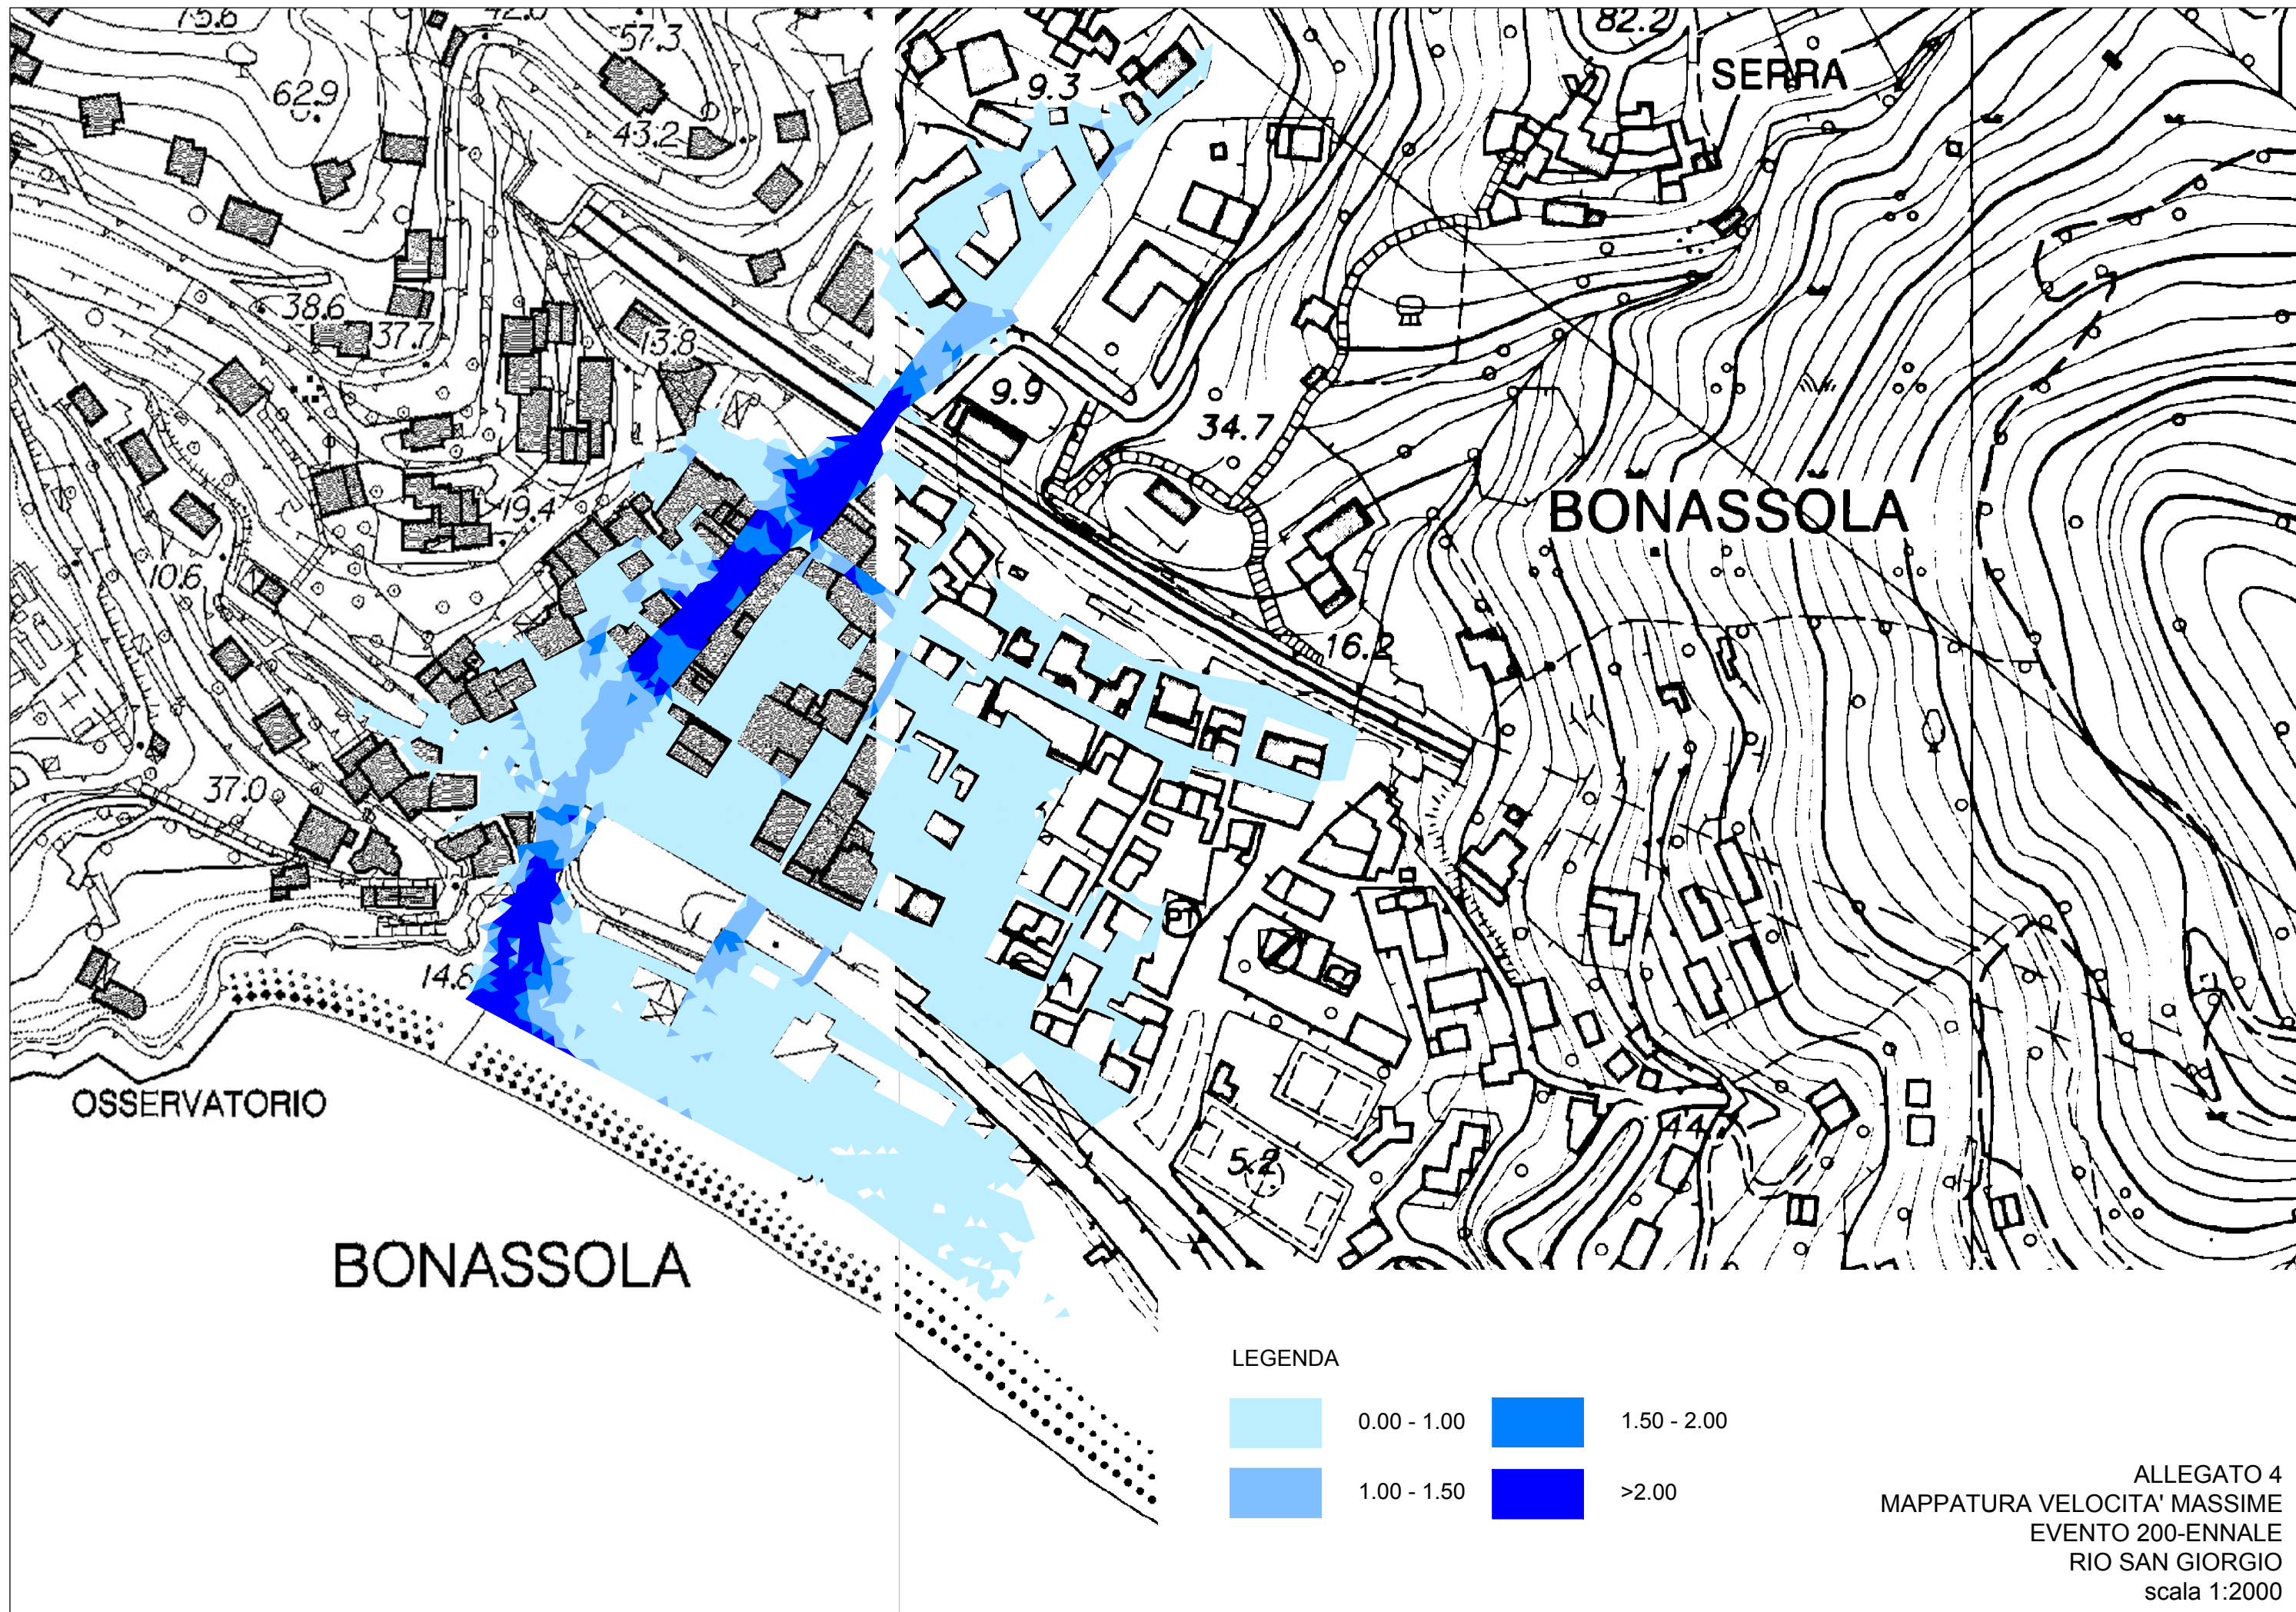 75.6
42.0
57.3
82.2
SERRA
62.9
9.3
43.2
38.6
37.7
13.8
9.9
34.7
BONASSOLA
19.4
10.6
16.2
37.0
PT
14.8
OSSERVATORIO
44
5.2
BONASSOLA
LEGENDA
0.00 - 1.00
1.50 - 2.00
1.00 - 1.50
>2.00
ALLEGATO 4
MAPPATURA VELOCITA' MASSIME
EVENTO 200-ENNALE
RIO SAN GIORGIO
scala 1:2000